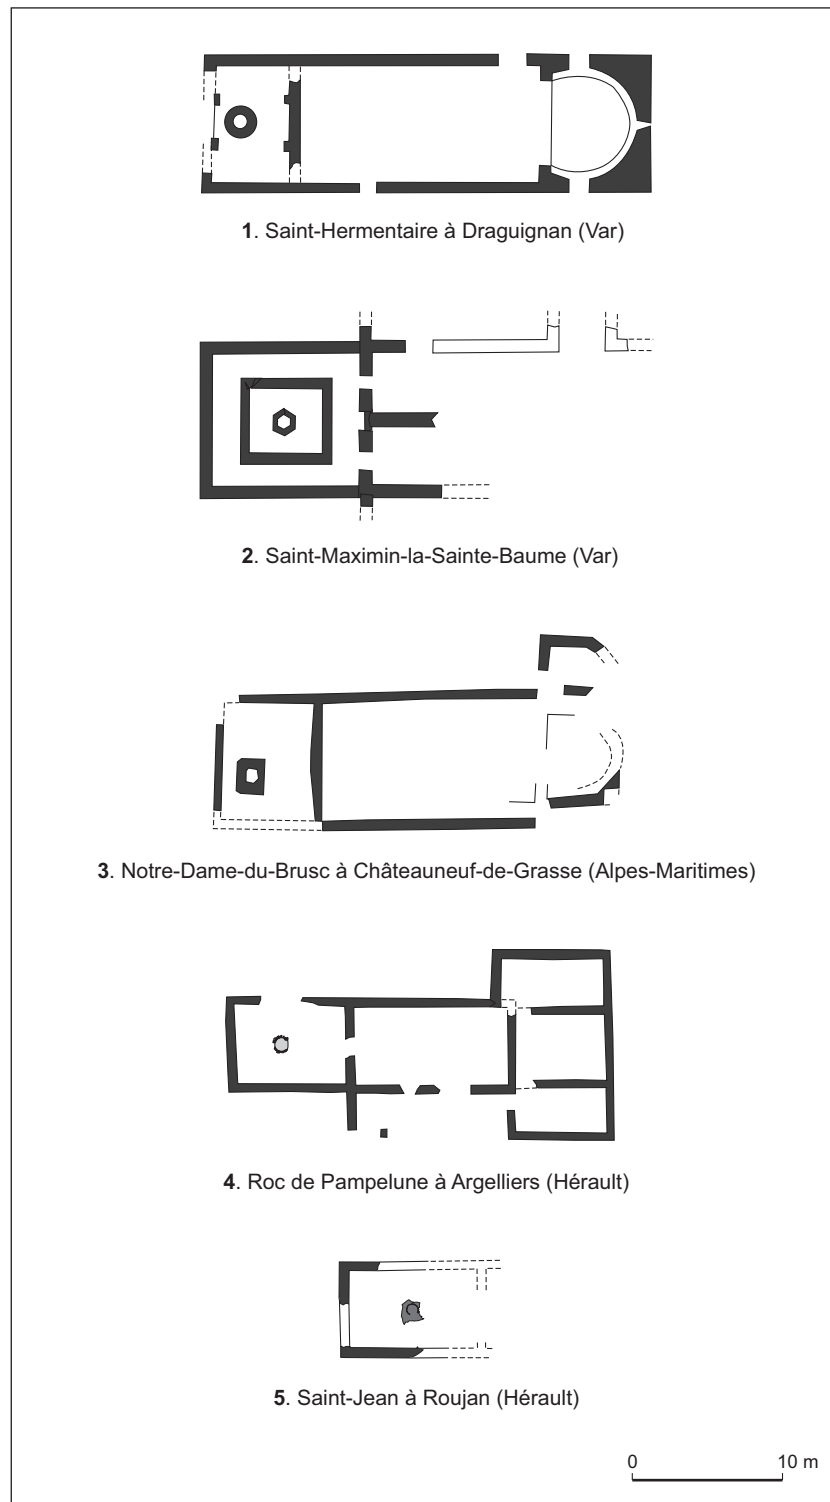 1. Saint-Hermentaire à Draguignan (Var)
2. Saint-Maximin-la-Sainte-Baume (Var)
3. Notre-Dame-du-Brusc à Châteauneuf-de-Grasse (Alpes-Maritimes)
4. Roc de Pampelune à Argelliers (Hérault)
5. Saint-Jean à Roujan (Hérault)
0 10 m